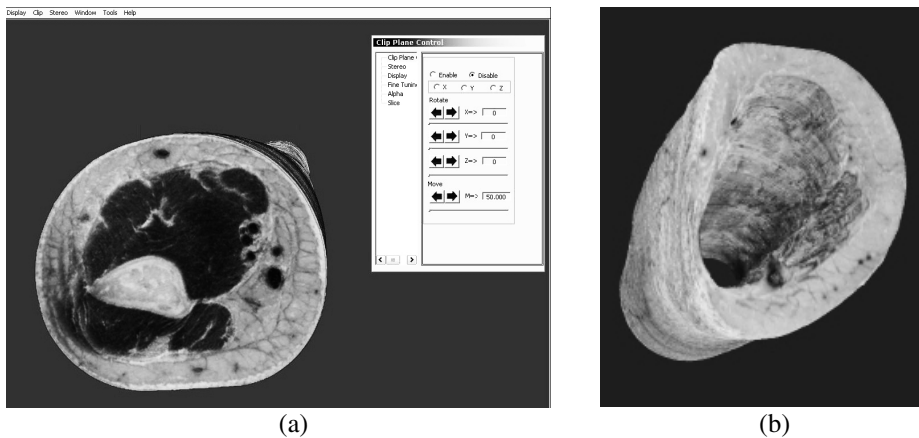 Display Clip Stereo Window Tools Help
Clip Plane Control
Clip Plane
Stereo
Display
Fine Tuning
Alpha
Slice
Enable Disable
X Y Z
Rotate
X=> 0
Y=> 0
Z=> 0
Move
M=> 50.000
(a)
(b)